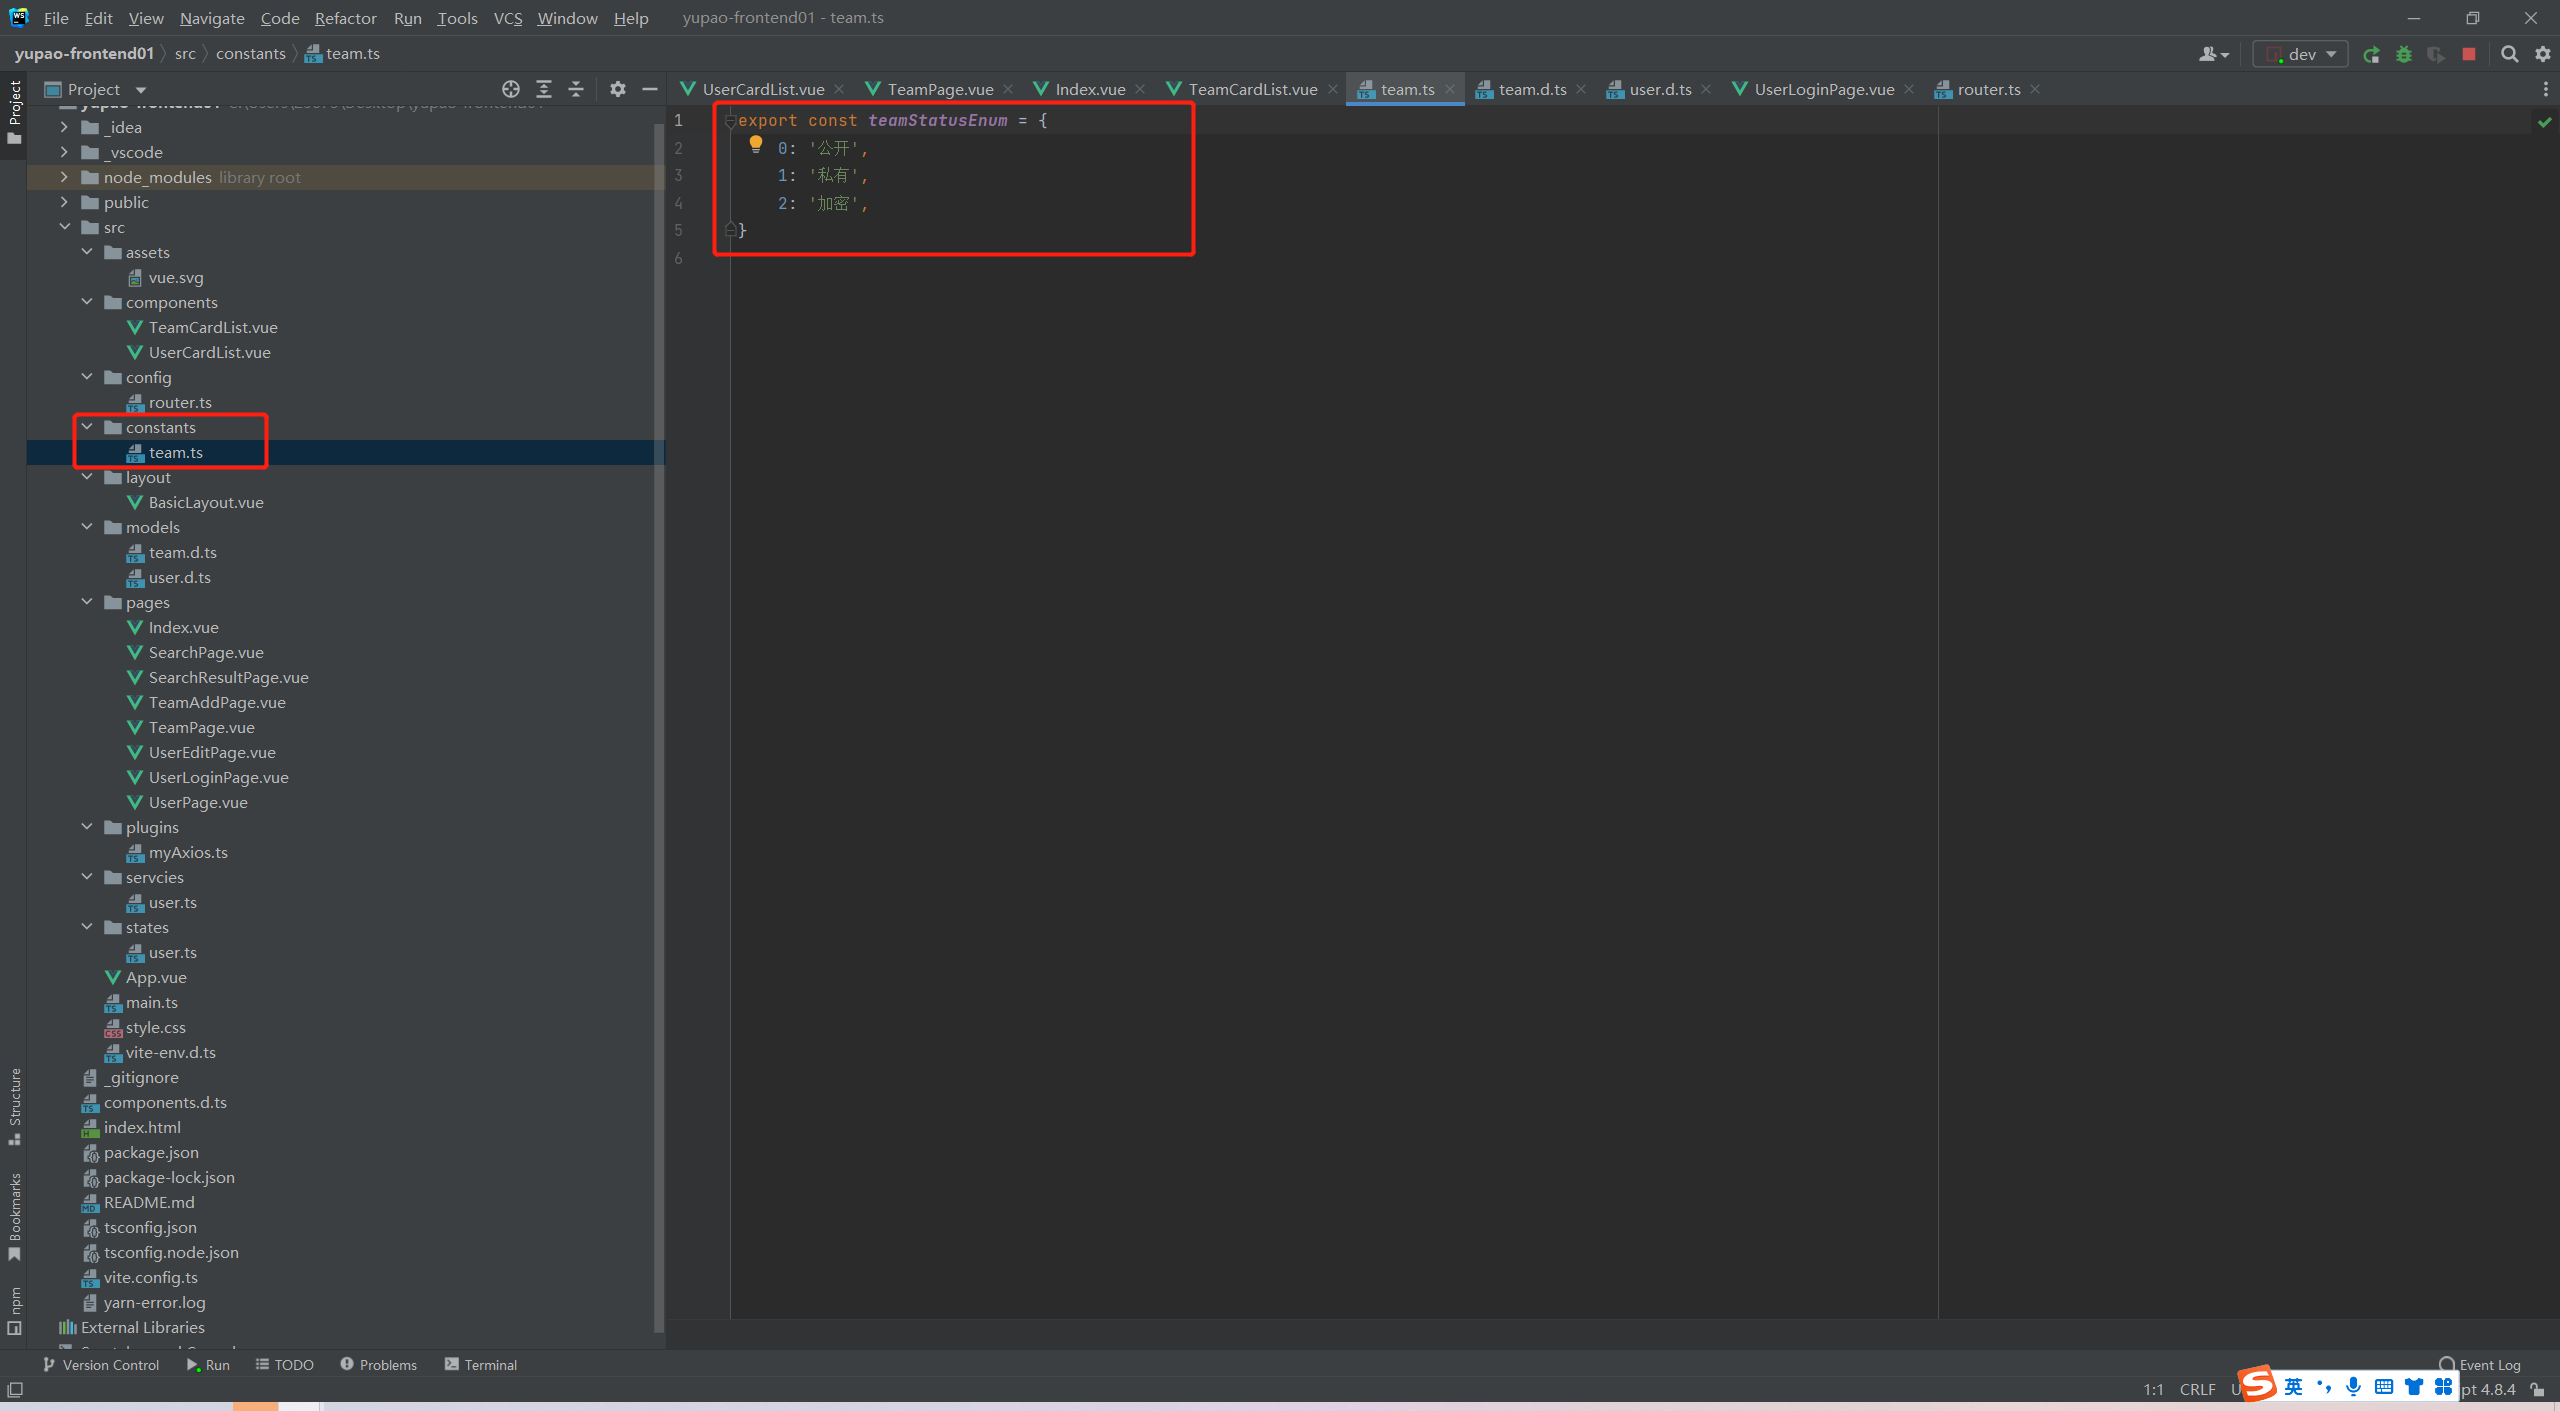 File Edit View Navigate Code Refactor Run Tools VCS Window Help yupao-frontend01 - team.ts
yupao-frontend01 src constants team.ts dev
Project
UserCardList.vue TeamPage.vue Index.vue TeamCardList.vue team.ts team.d.ts user.d.ts UserLoginPage.vue router.ts
_idea
_vscode
node_modules library root
public
src
assets
vue.svg
components
TeamCardList.vue
UserCardList.vue
config
router.ts
constants
team.ts
layout
BasicLayout.vue
models
team.d.ts
user.d.ts
pages
Index.vue
SearchPage.vue
SearchResultPage.vue
TeamAddPage.vue
TeamPage.vue
UserEditPage.vue
UserLoginPage.vue
UserPage.vue
plugins
myAxios.ts
servcies
user.ts
states
user.ts
App.vue
main.ts
style.css
vite-env.d.ts
_gitignore
components.d.ts
index.html
package.json
package-lock.json
README.md
tsconfig.json
tsconfig.node.json
vite.config.ts
yarn-error.log
External Libraries
1 export const teamStatusEnum = {
2 0: '公开',
3 1: '私有',
4 2: '加密',
5 }
6
Project
Structure
Bookmarks
npm
Version Control Run TODO Problems Terminal Event Log
1:1 CRLF U 英 pt 4.8.4